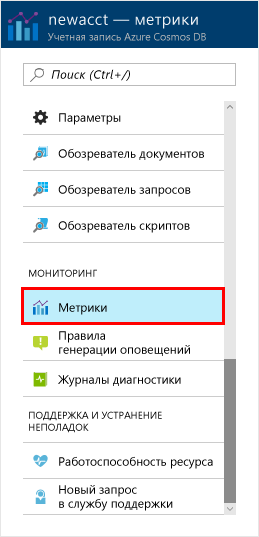 newacct — метрики
Учетная запись Azure Cosmos DB
Поиск (Ctrl+/)
Параметры
Обозреватель документов
Обозреватель запросов
Обозреватель скриптов
МОНИТОРИНГ
Метрики
Правила
генерации оповещений
Журналы диагностики
ПОДДЕРЖКА И УСТРАНЕНИЕ
НЕПОЛАДОК
Работоспособность ресурса
Новый запрос
в службу поддержки